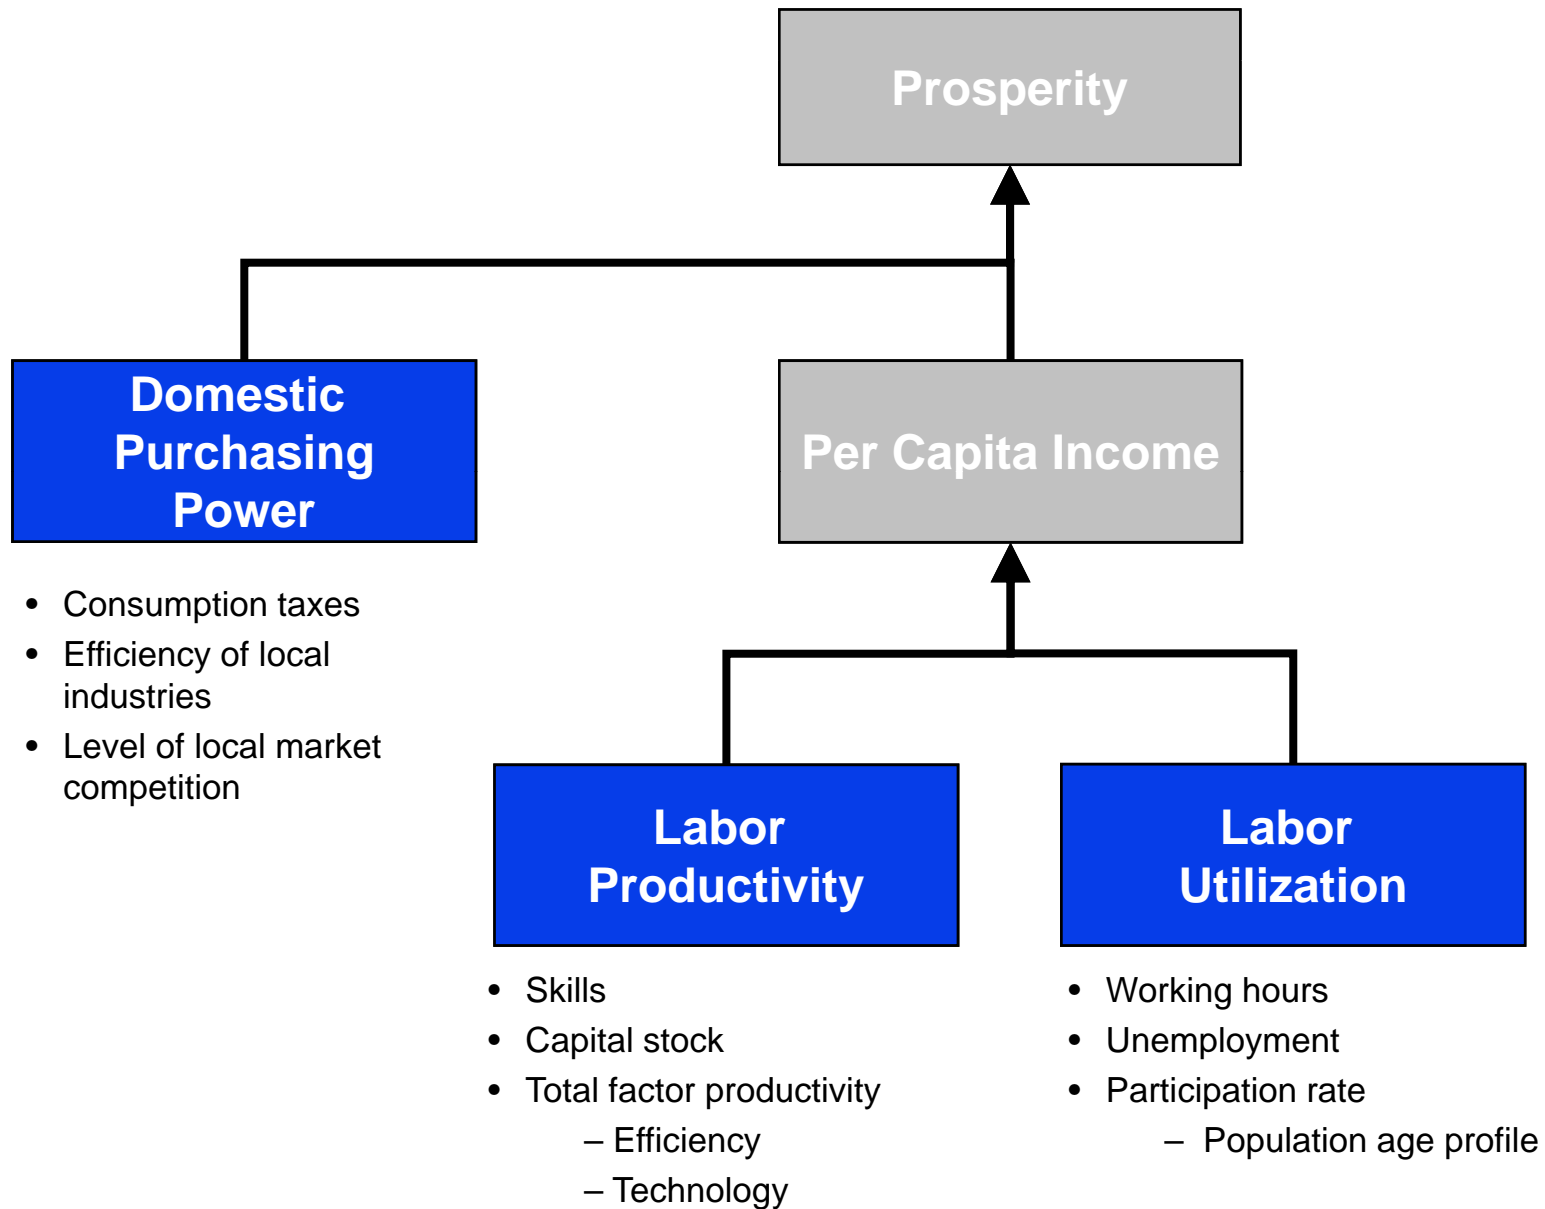 Prosperity
Domestic
Purchasing
Power
Per Capita Income
• Consumption taxes
• Efficiency of local
industries
• Level of local market
competition
Labor
Productivity
Labor
Utilization
• Skills
• Capital stock
• Total factor productivity
– Efficiency
– Technology
• Working hours
• Unemployment
• Participation rate
– Population age profile